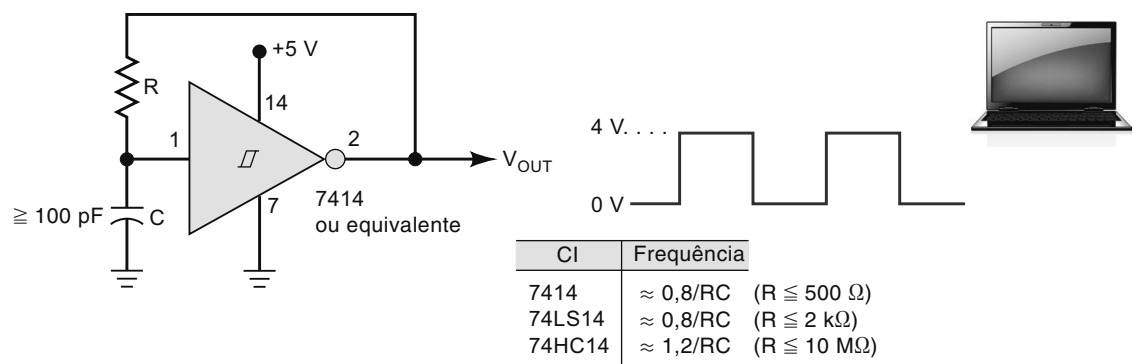 +5 V
R
14
1
2
V_OUT
7
7414
ou equivalente
≧ 100 pF
C
4 V. . . .
0 V
CI Frequência
7414 ≈ 0,8/RC (R ≦ 500 Ω)
74LS14 ≈ 0,8/RC (R ≦ 2 kΩ)
74HC14 ≈ 1,2/RC (R ≦ 10 MΩ)